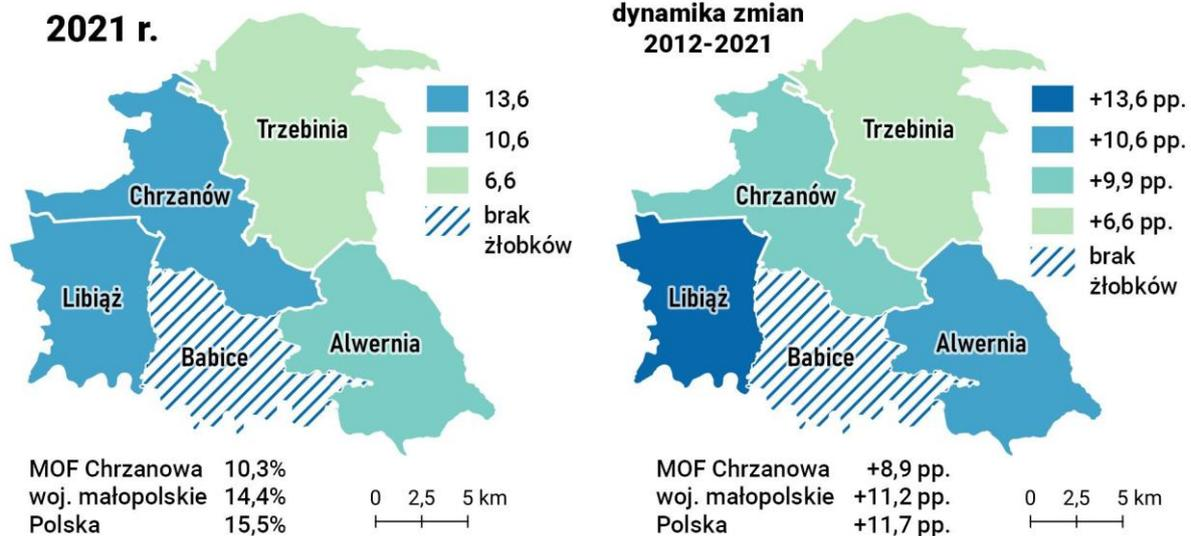 2021 r.
Trzebinia
Chrzanów
Libiąż
Babice
Alwernia
13,6
10,6
6,6
brak
żłobków
MOF Chrzanowa 10,3%
woj. małopolskie 14,4%
Polska 15,5%
0 2,5 5 km
dynamika zmian
2012-2021
Trzebinia
Chrzanów
Libiąż
Babice
Alwernia
+13,6 pp.
+10,6 pp.
+9,9 pp.
+6,6 pp.
brak
żłobków
MOF Chrzanowa +8,9 pp.
woj. małopolskie +11,2 pp.
Polska +11,7 pp.
0 2,5 5 km